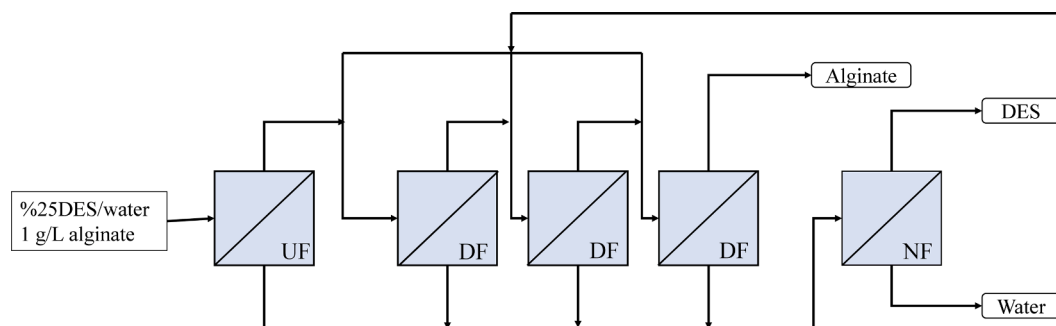 Alginate
DES
%25DES/water
1 g/L alginate
UF
DF
DF
DF
NF
Water